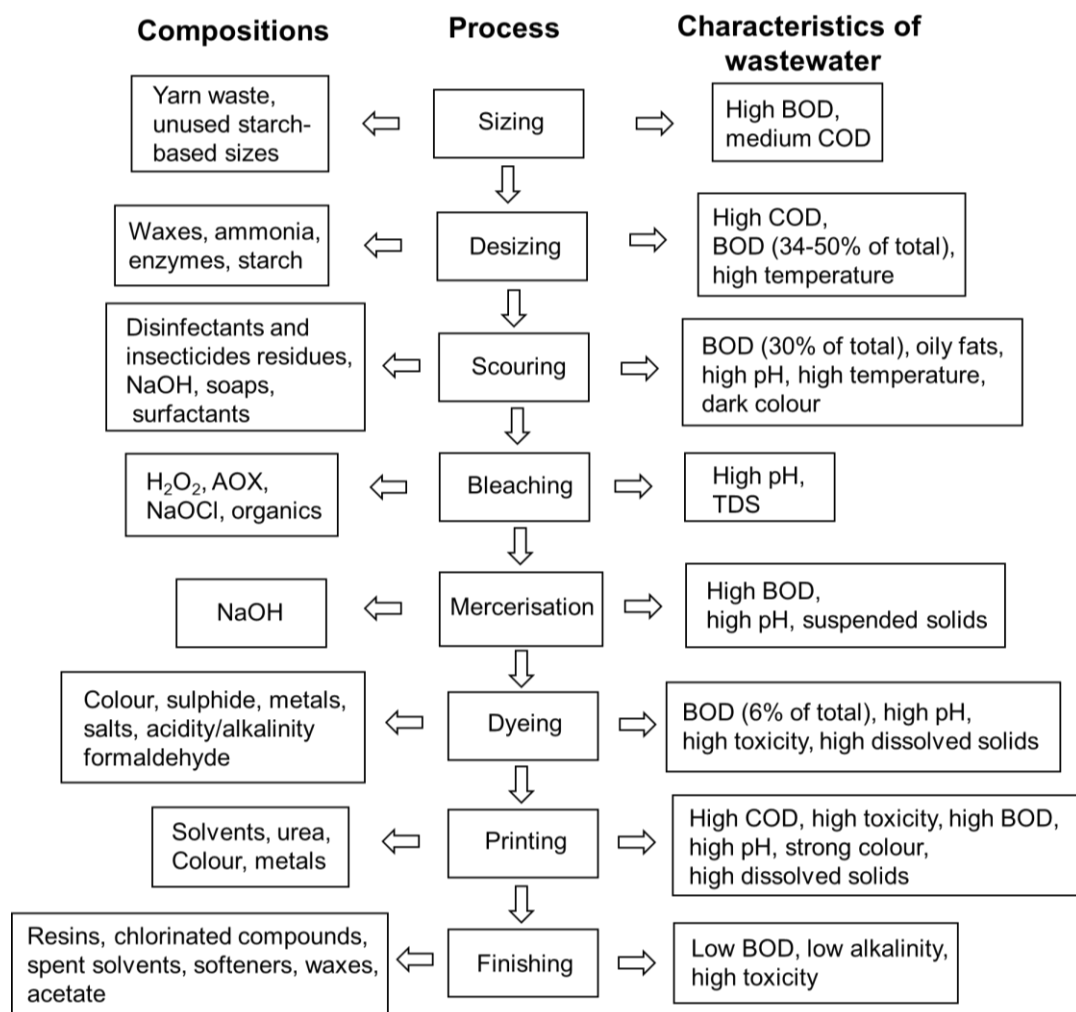 Compositions
Process
Characteristics of
wastewater
Yarn waste,
unused starch-
based sizes
Sizing
High BOD,
medium COD
Waxes, ammonia,
enzymes, starch
Desizing
High COD,
BOD (34-50% of total),
high temperature
Disinfectants and
insecticides residues,
NaOH, soaps,
surfactants
Scouring
BOD (30% of total), oily fats,
high pH, high temperature,
dark colour
H₂O₂, AOX,
NaOCl, organics
Bleaching
High pH,
TDS
NaOH
Mercerisation
High BOD,
high pH, suspended solids
Colour, sulphide, metals,
salts, acidity/alkalinity
formaldehyde
Dyeing
BOD (6% of total), high pH,
high toxicity, high dissolved solids
Solvents, urea,
Colour, metals
Printing
High COD, high toxicity, high BOD,
high pH, strong colour,
high dissolved solids
Resins, chlorinated compounds,
spent solvents, softeners, waxes,
acetate
Finishing
Low BOD, low alkalinity,
high toxicity